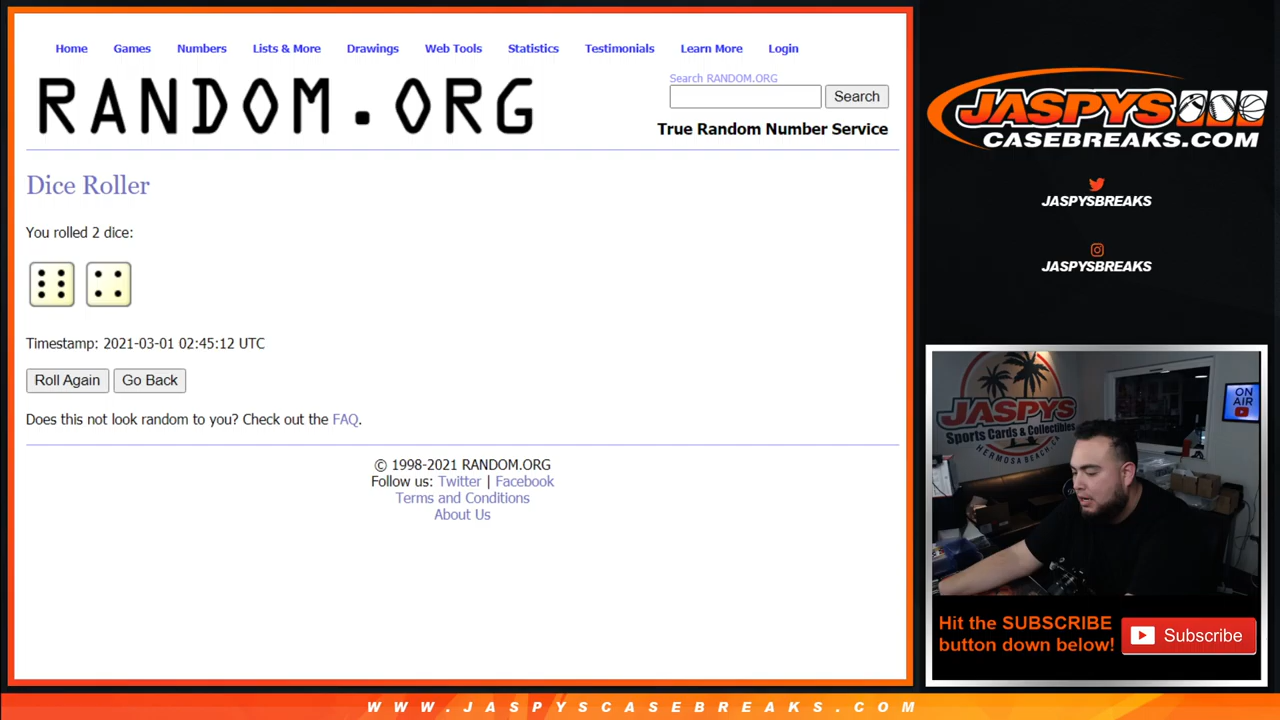 Home Games Numbers Lists & More Drawings Web Tools Statistics Testimonials Learn More Login
RANDOM.ORG
Search RANDOM.ORG
Search
True Random Number Service
Dice Roller
You rolled 2 dice:
Timestamp: 2021-03-01 02:45:12 UTC
Roll Again Go Back
Does this not look random to you? Check out the FAQ.
© 1998-2021 RANDOM.ORG
Follow us: Twitter | Facebook
Terms and Conditions
About Us
JASPYS
CASEBREAKS.COM
JASPYSBREAKS
JASPYSBREAKS
JASPYS
Sports Cards & Collectibles
HERMOSA BEACH, CA
ON
AIR
Hit the SUBSCRIBE
button down below!
Subscribe
WWW.JASPYSCASEBREAKS.COM